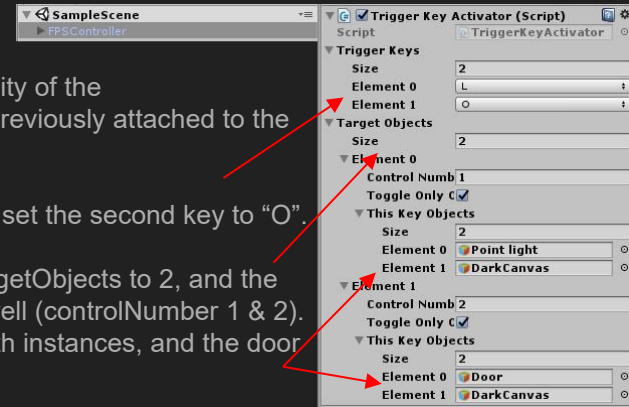 SampleScene
FPSController
ity of the
reviously attached to the
set the second key to “O”.
getObjects to 2, and the
ell (controlNumber 1 & 2).
th instances, and the door
Trigger Key Activator (Script)
Script TriggerKeyActivator
Trigger Keys
Size 2
Element 0 L
Element 1 O
Target Objects
Size 2
Element 0
Control Numb 1
Toggle Only C
This Key Objects
Size 2
Element 0 Point light
Element 1 DarkCanvas
Element 1
Control Numb 2
Toggle Only C
This Key Objects
Size 2
Element 0 Door
Element 1 DarkCanvas